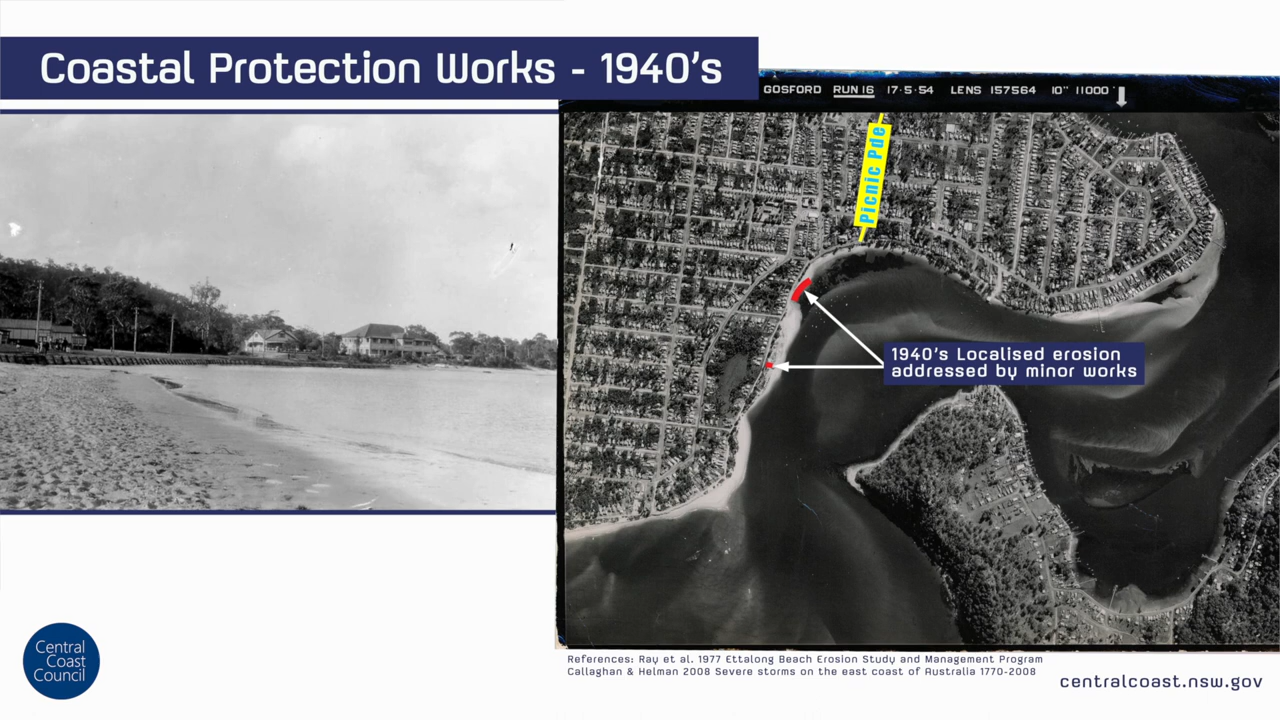 Coastal Protection Works - 1940's
GOSFORD RUN 16 17·5·54 LENS 157564 10" 11000'
Picnic Pde
1940's Localised erosion
addressed by minor works
Central
Coast
Council
References: Ray et al. 1977 Ettalong Beach Erosion Study and Management Program
Callaghan & Helman 2008 Severe storms on the east coast of Australia 1770-2008
centralcoast.nsw.gov